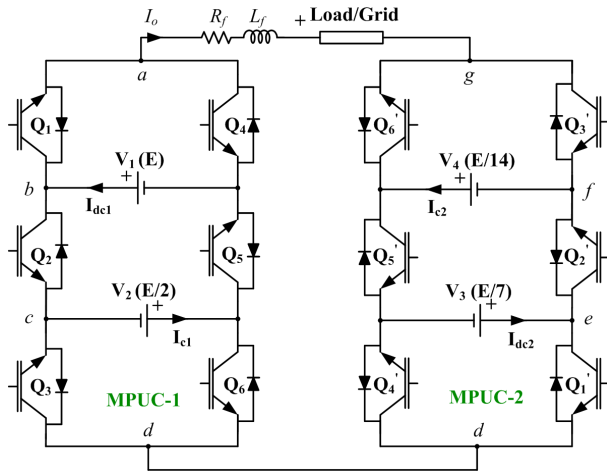 I_o R_f L_f + Load/Grid
a g
Q_1 Q_4 Q_6' Q_3'
V_1 (E) V_4 (E/14)
b + + f
I_dc1 I_c2
Q_2 Q_5 Q_5' Q_2'
V_2 (E/2) V_3 (E/7)
c + + e
I_c1 I_dc2
Q_3 Q_6 Q_4' Q_1'
MPUC-1 MPUC-2
d d